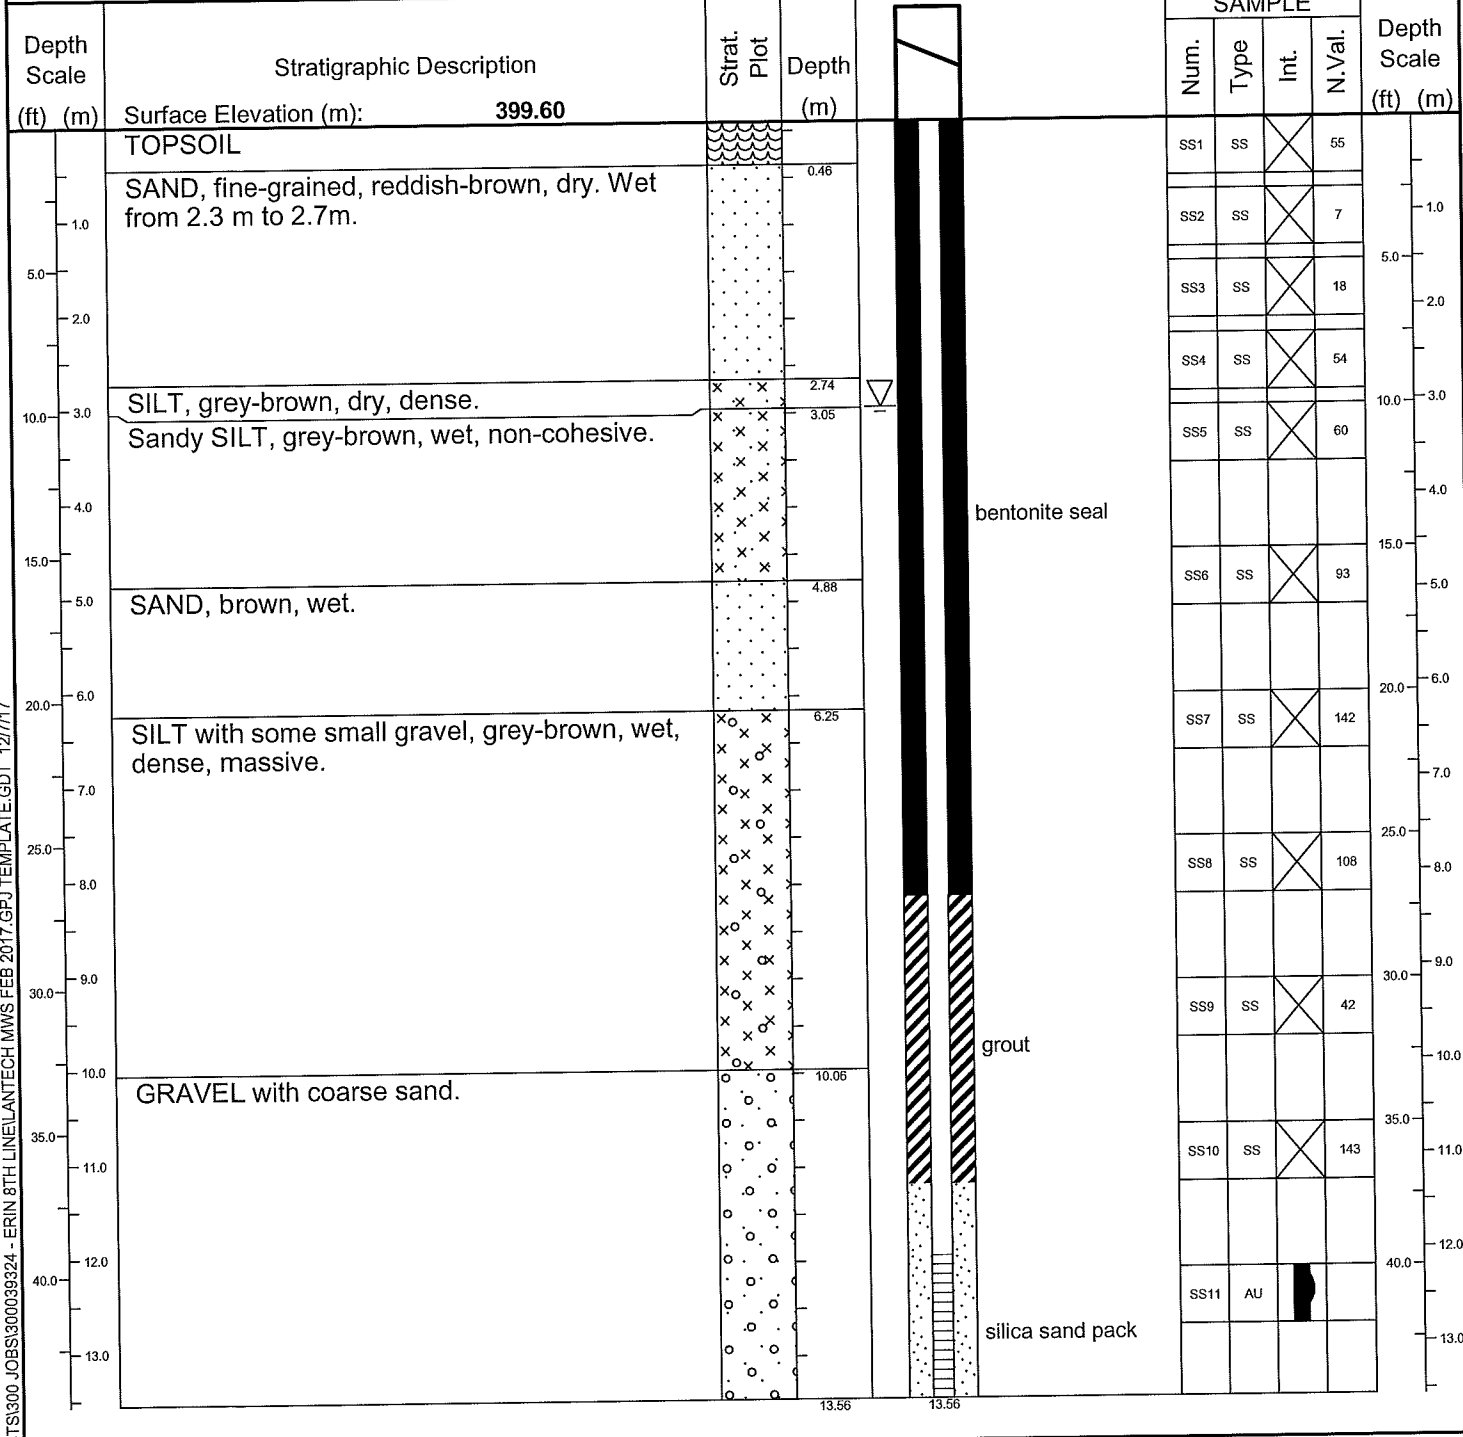 SAMPLE
Depth Scale
(ft) (m)
Stratigraphic Description
Surface Elevation (m): 399.60
Strat. Plot
Depth (m)
Num.
Type
Int.
N.Val.
Depth Scale
(ft) (m)
TOPSOIL
0.46
SAND, fine-grained, reddish-brown, dry. Wet
from 2.3 m to 2.7m.
2.74
SILT, grey-brown, dry, dense.
3.05
Sandy SILT, grey-brown, wet, non-cohesive.
4.88
SAND, brown, wet.
6.25
SILT with some small gravel, grey-brown, wet,
dense, massive.
10.06
GRAVEL with coarse sand.
13.56
13.56
bentonite seal
grout
silica sand pack
SS1 SS 55
SS2 SS 7
SS3 SS 18
SS4 SS 54
SS5 SS 60
SS6 SS 93
SS7 SS 142
SS8 SS 108
SS9 SS 42
SS10 SS 143
SS11 AU
1.0
5.0
2.0
10.0
3.0
4.0
15.0
5.0
6.0
20.0
7.0
25.0
8.0
9.0
30.0
10.0
35.0
11.0
12.0
40.0
13.0
1.0
5.0
2.0
10.0
3.0
4.0
15.0
5.0
6.0
20.0
7.0
25.0
8.0
9.0
30.0
10.0
35.0
11.0
12.0
40.0
13.0
TS\300 JOBS\300039324 - ERIN 8TH LINE\LANTECH MWS FEB 2017.GPJ TEMPLATE.GDT 12/7/17